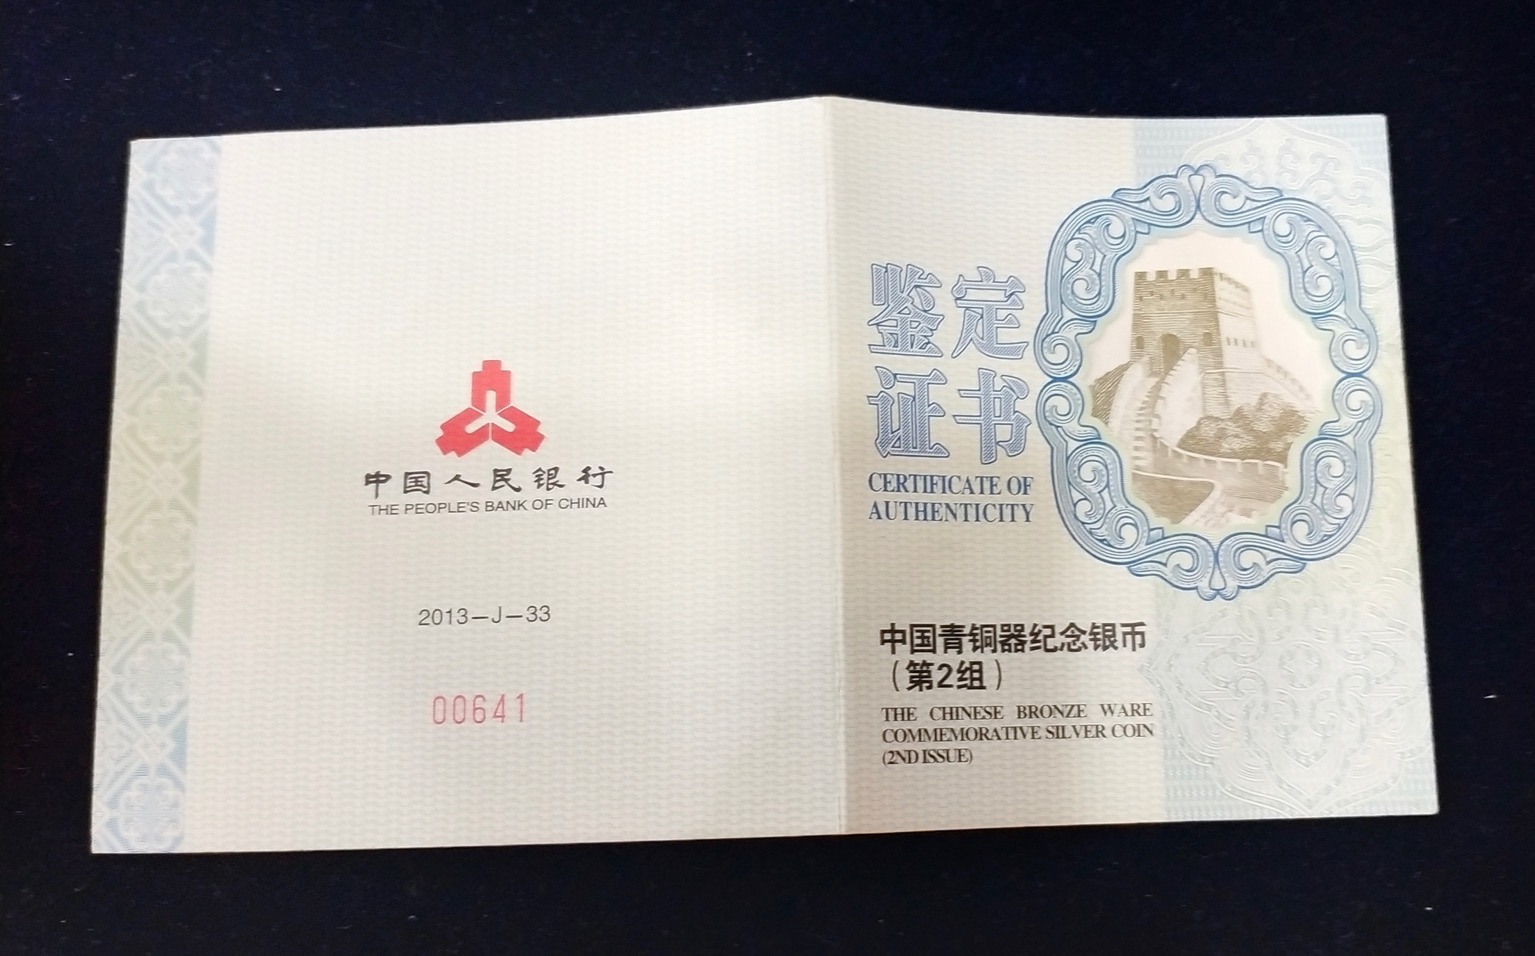 中国人民银行
THE PEOPLE'S BANK OF CHINA
2013－J－33
00641
鉴定
证书
CERTIFICATE OF
AUTHENTICITY
中国青铜器纪念银币
（第2组）
THE CHINESE BRONZE WARE
COMMEMORATIVE SILVER COIN
(2ND ISSUE)